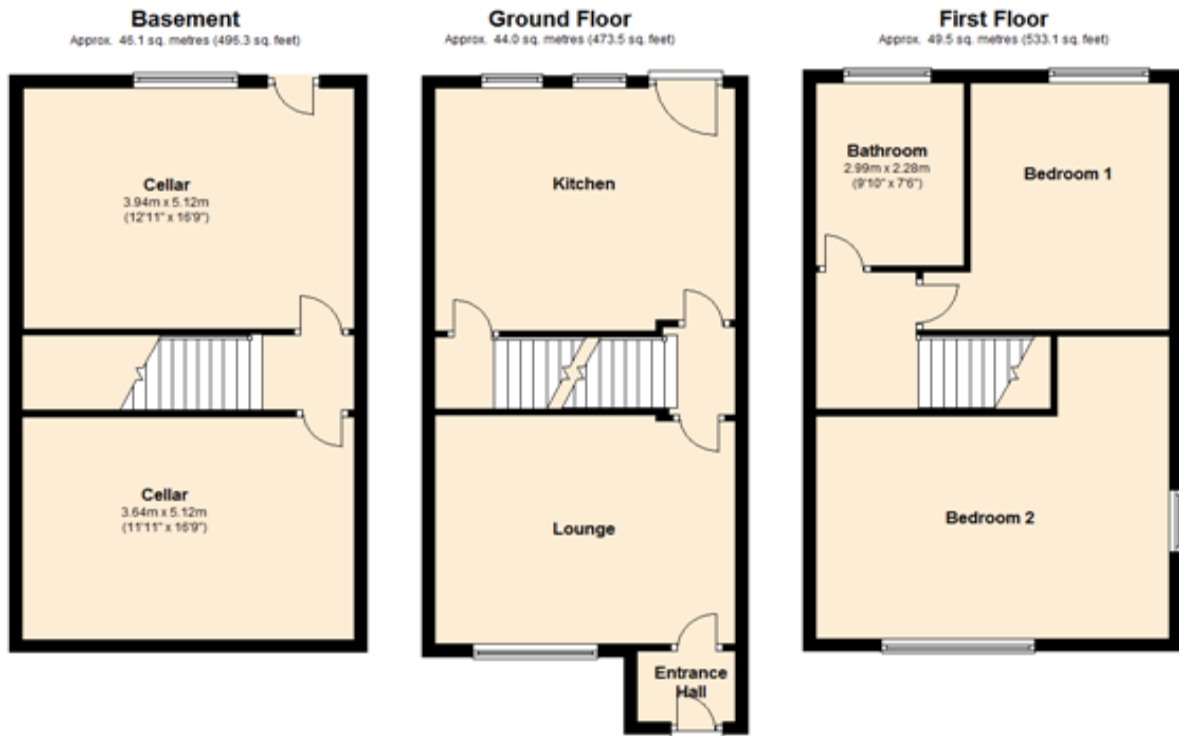 Basement
Approx. 46.1 sq. metres (496.3 sq. feet)
Cellar
3.94m x 5.12m
(12'11" x 16'9")
Cellar
3.64m x 5.12m
(11'11" x 16'9")
Ground Floor
Approx. 44.0 sq. metres (473.5 sq. feet)
Kitchen
Lounge
Entrance
Hall
First Floor
Approx. 49.5 sq. metres (533.1 sq. feet)
Bathroom
2.99m x 2.28m
(9'10" x 7'6")
Bedroom 1
Bedroom 2